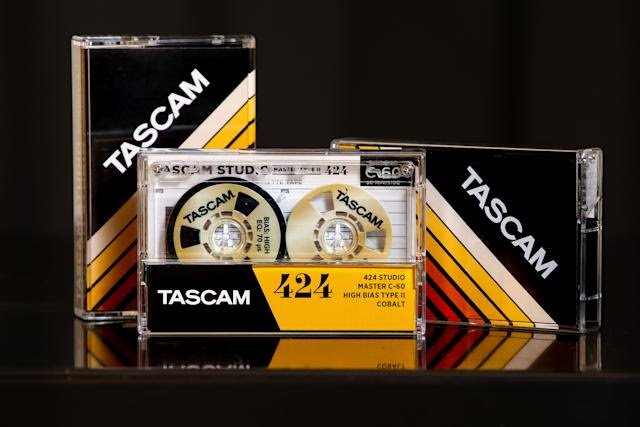 TASCAM
TASCAM STUDIO MASTER TYPE II 424
C-60
TASCAM
BIAS: HIGH
EQ: 70 µs
TASCAM
TASCAM
424
424 STUDIO
MASTER C-60
HIGH BIAS TYPE II
COBALT
TASCAM